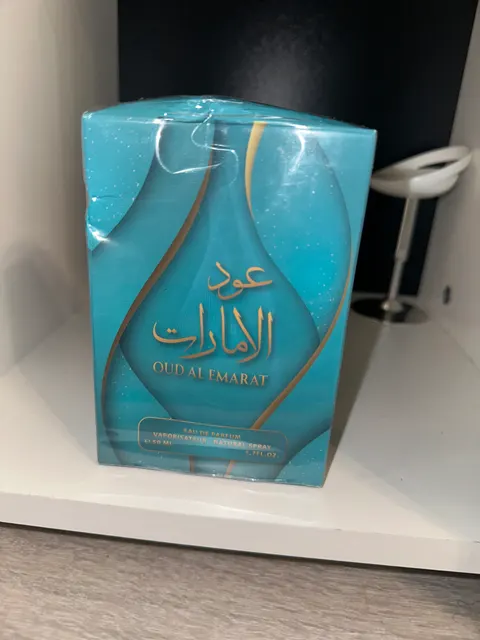 عود
الامارات
OUD AL EMARAT
EAU DE PARFUM
VAPORISATEUR NATURAL SPRAY
FL.OZ